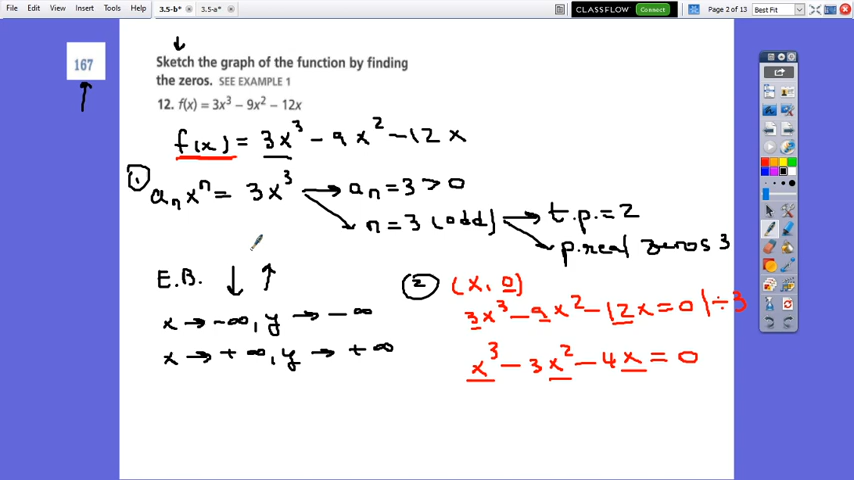 File Edit View Insert Tools Help
3.5-b* 3.5-a*
CLASSFLOW Connect
Page 2 of 13 Best Fit
167
Sketch the graph of the function by finding
the zeros. SEE EXAMPLE 1
12. f(x) = 3x³ − 9x² − 12x
f(x) = 3x³ − 9x² − 12x
① aₙxⁿ = 3x³ → aₙ = 3 > 0
→ n = 3 (odd) → t.p. = 2
→ p.real zeros 3
E.B. ↓ ↑
x → −∞, y → −∞
x → +∞, y → +∞
② (x, 0)
3x³ − 9x² − 12x = 0 | ÷3
x³ − 3x² − 4x = 0